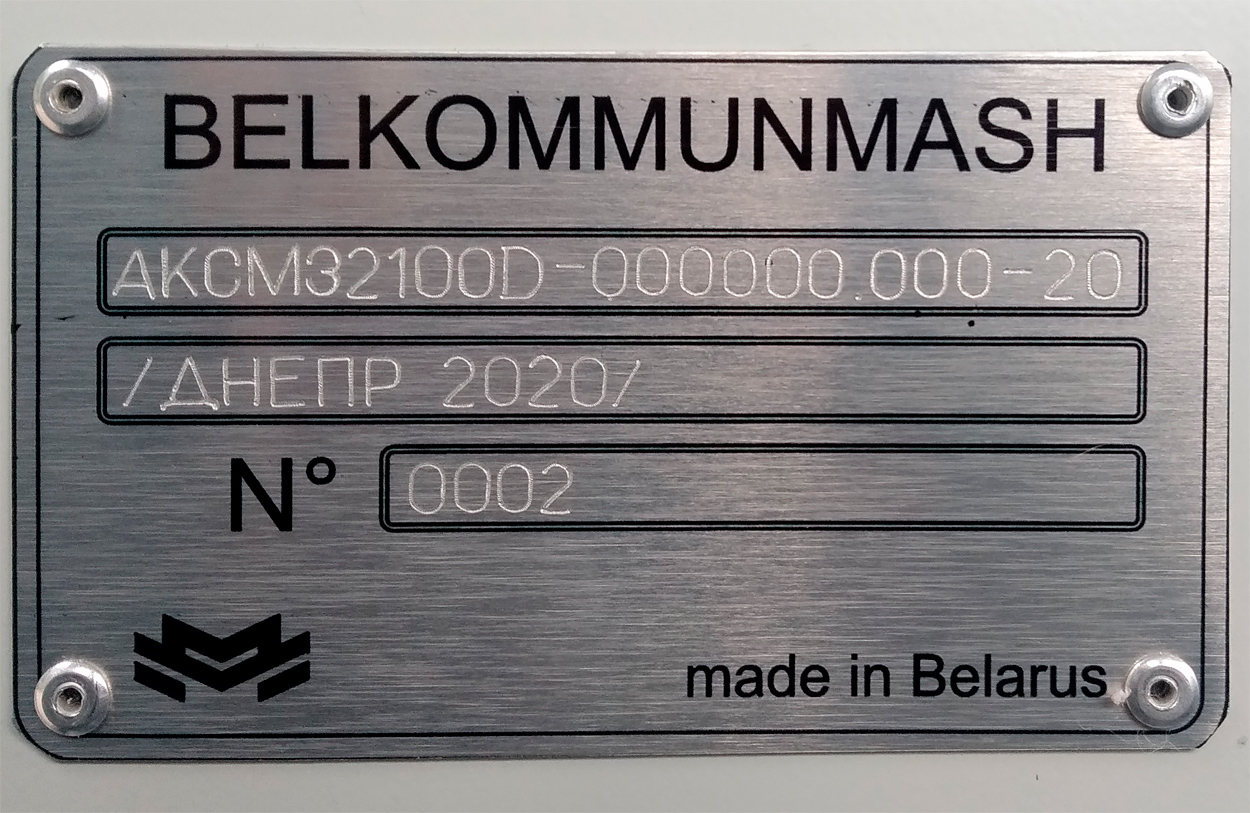 BELKOMMUNMASH
АКСМ32100D-000000.000-20
/ДНЕПР 2020/
N° 0002
made in Belarus